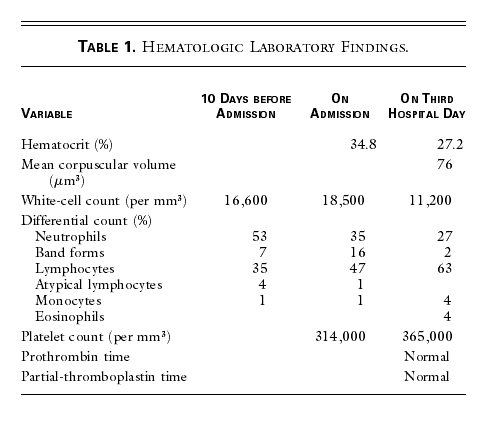 TABLE 1. HEMATOLOGIC LABORATORY FINDINGS.
VARIABLE 10 DAYS BEFORE ADMISSION ON ADMISSION ON THIRD HOSPITAL DAY
Hematocrit (%) 34.8 27.2
Mean corpuscular volume 76
(μm³)
White-cell count (per mm³) 16,600 18,500 11,200
Differential count (%)
Neutrophils 53 35 27
Band forms 7 16 2
Lymphocytes 35 47 63
Atypical lymphocytes 4 1
Monocytes 1 1 4
Eosinophils 4
Platelet count (per mm³) 314,000 365,000
Prothrombin time Normal
Partial-thromboplastin time Normal